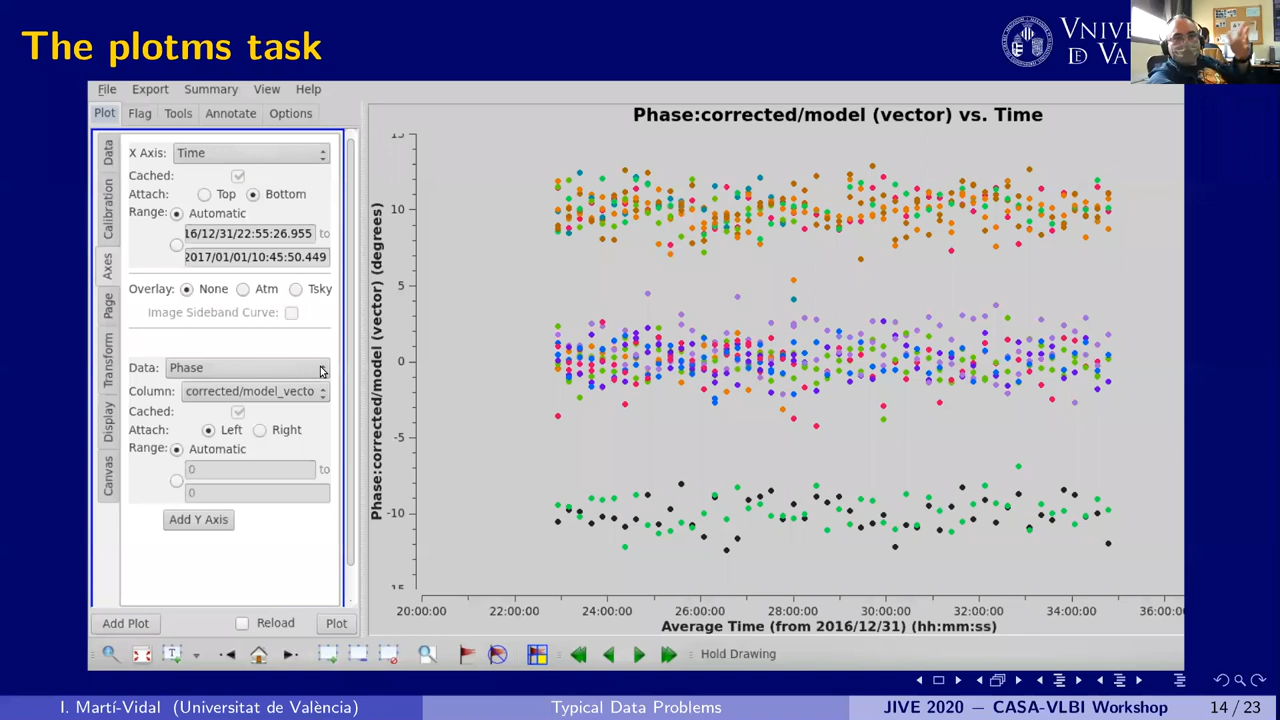 The plotms task
VNIVER
D VA
File Export Summary View Help
Plot Flag Tools Annotate Options
Data
Calibration
Axes
Page
Transform
Display
Canvas
X Axis: Time
Cached:
Attach: Top Bottom
Range: Automatic
16/12/31/22:55:26.955 to
2017/01/01/10:45:50.449
Overlay: None Atm Tsky
Image Sideband Curve:
Data: Phase
Column: corrected/model_vecto
Cached:
Attach: Left Right
Range: Automatic
0 to
0
Add Y Axis
Add Plot Reload Plot
Phase:corrected/model (vector) vs. Time
Phase:corrected/model (vector) (degrees)
15
10
5
0
-5
-10
15
20:00:00 22:00:00 24:00:00 26:00:00 28:00:00 30:00:00 32:00:00 34:00:00 36:00:00
Average Time (from 2016/12/31) (hh:mm:ss)
T Hold Drawing
I. Martí-Vidal (Universitat de València) Typical Data Problems JIVE 2020 − CASA-VLBI Workshop 14 / 23